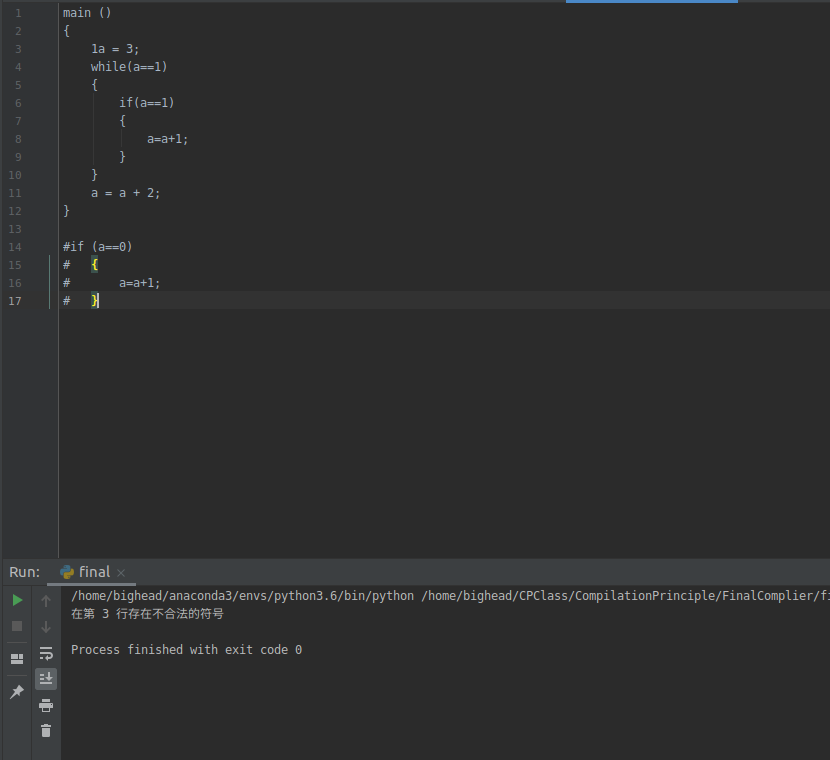 1 main ()
2 {
3     1a = 3;
4     while(a==1)
5     {
6         if(a==1)
7         {
8             a=a+1;
9         }
10     }
11     a = a + 2;
12 }
13
14 #if (a==0)
15 #   {
16 #       a=a+1;
17 #   }
Run: final ×
/home/bighead/anaconda3/envs/python3.6/bin/python /home/bighead/CPClass/CompilationPrinciple/FinalComplier/fi
在第 3 行存在不合法的符号
Process finished with exit code 0